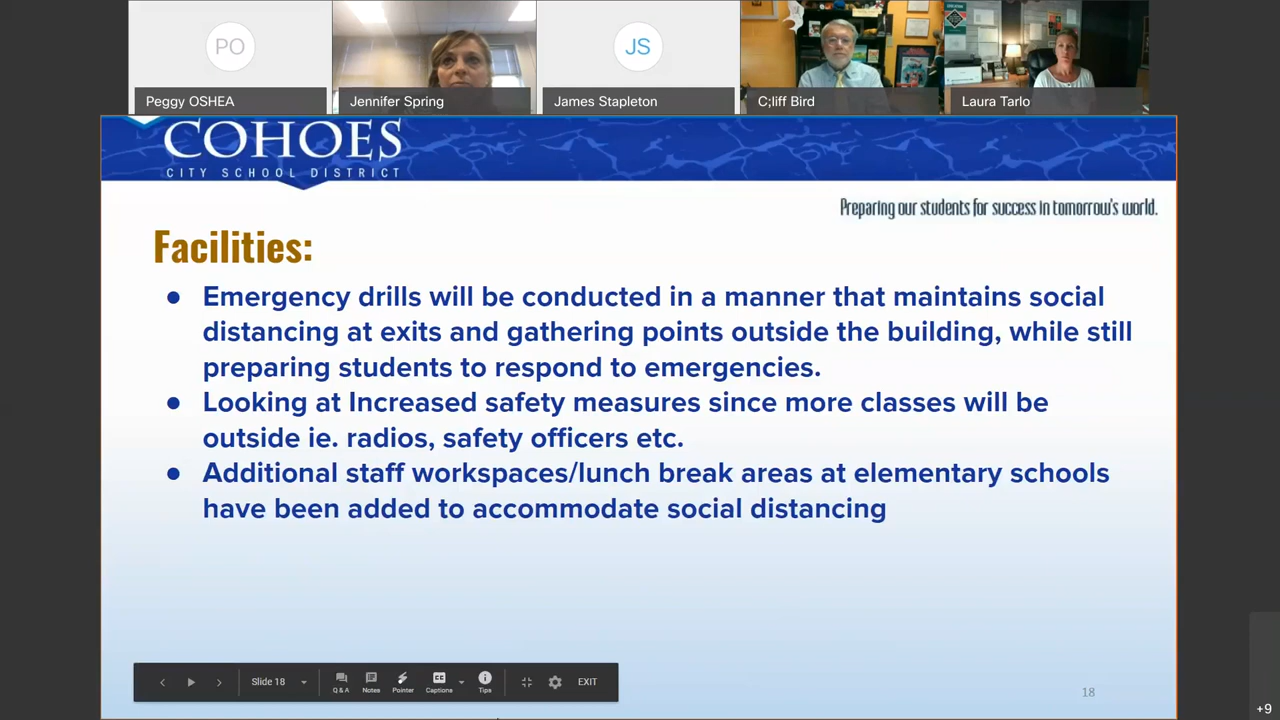 PO
JS
Peggy OSHEA
Jennifer Spring
James Stapleton
C;liff Bird
Laura Tarlo
COHOES
CITY SCHOOL DISTRICT
Preparing our students for success in tomorrow's world.
Facilities:
● Emergency drills will be conducted in a manner that maintains social
distancing at exits and gathering points outside the building, while still
preparing students to respond to emergencies.
● Looking at Increased safety measures since more classes will be
outside ie. radios, safety officers etc.
● Additional staff workspaces/lunch break areas at elementary schools
have been added to accommodate social distancing
Slide 18
Q & A
Notes
Pointer
CC
Captions
Tips
EXIT
18
+9